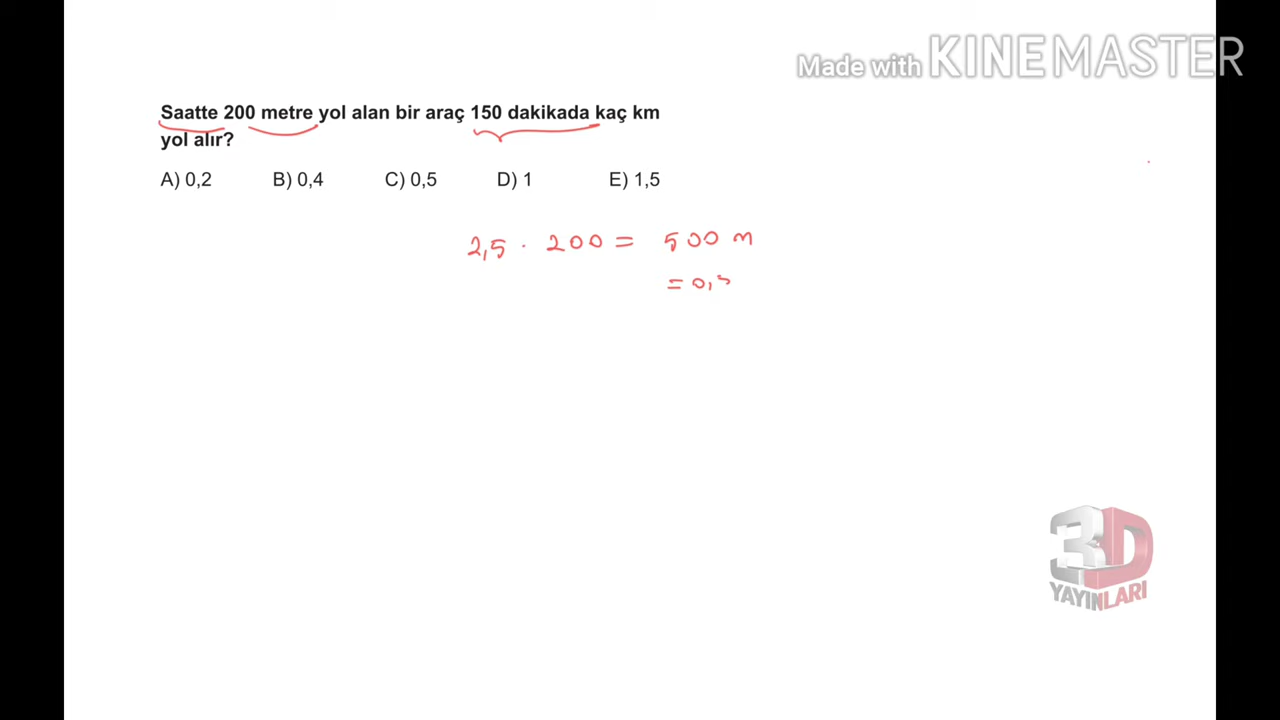 Made with KINEMASTER
Saatte 200 metre yol alan bir araç 150 dakikada kaç km
yol alır?
A) 0,2 B) 0,4 C) 0,5 D) 1 E) 1,5
2,5 · 200 = 500 m
= 0,
3D
YAYINLARI